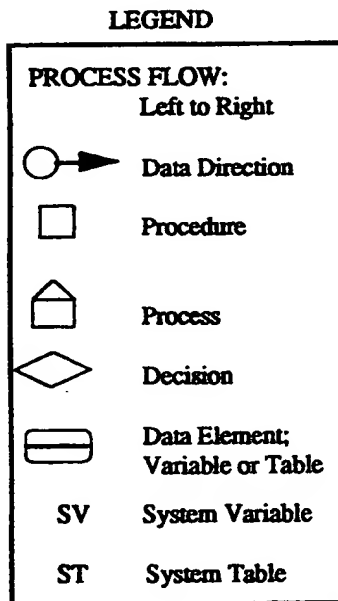 LEGEND
PROCESS FLOW:
Left to Right
Data Direction
Procedure
Process
Decision
Data Element;
Variable or Table
SV System Variable
ST System Table